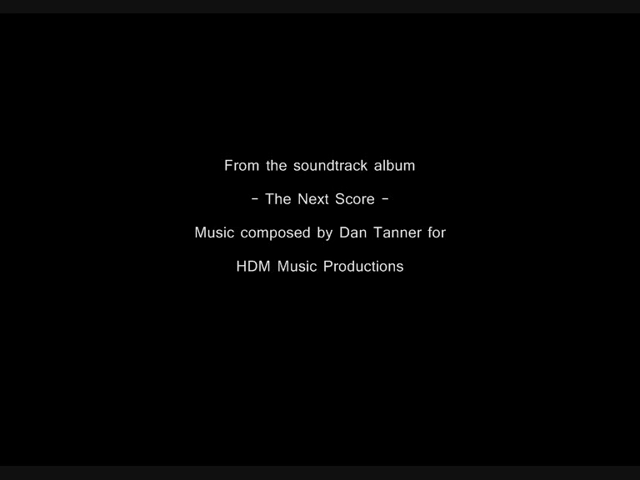 From the soundtrack album
- The Next Score -
Music composed by Dan Tanner for
HDM Music Productions